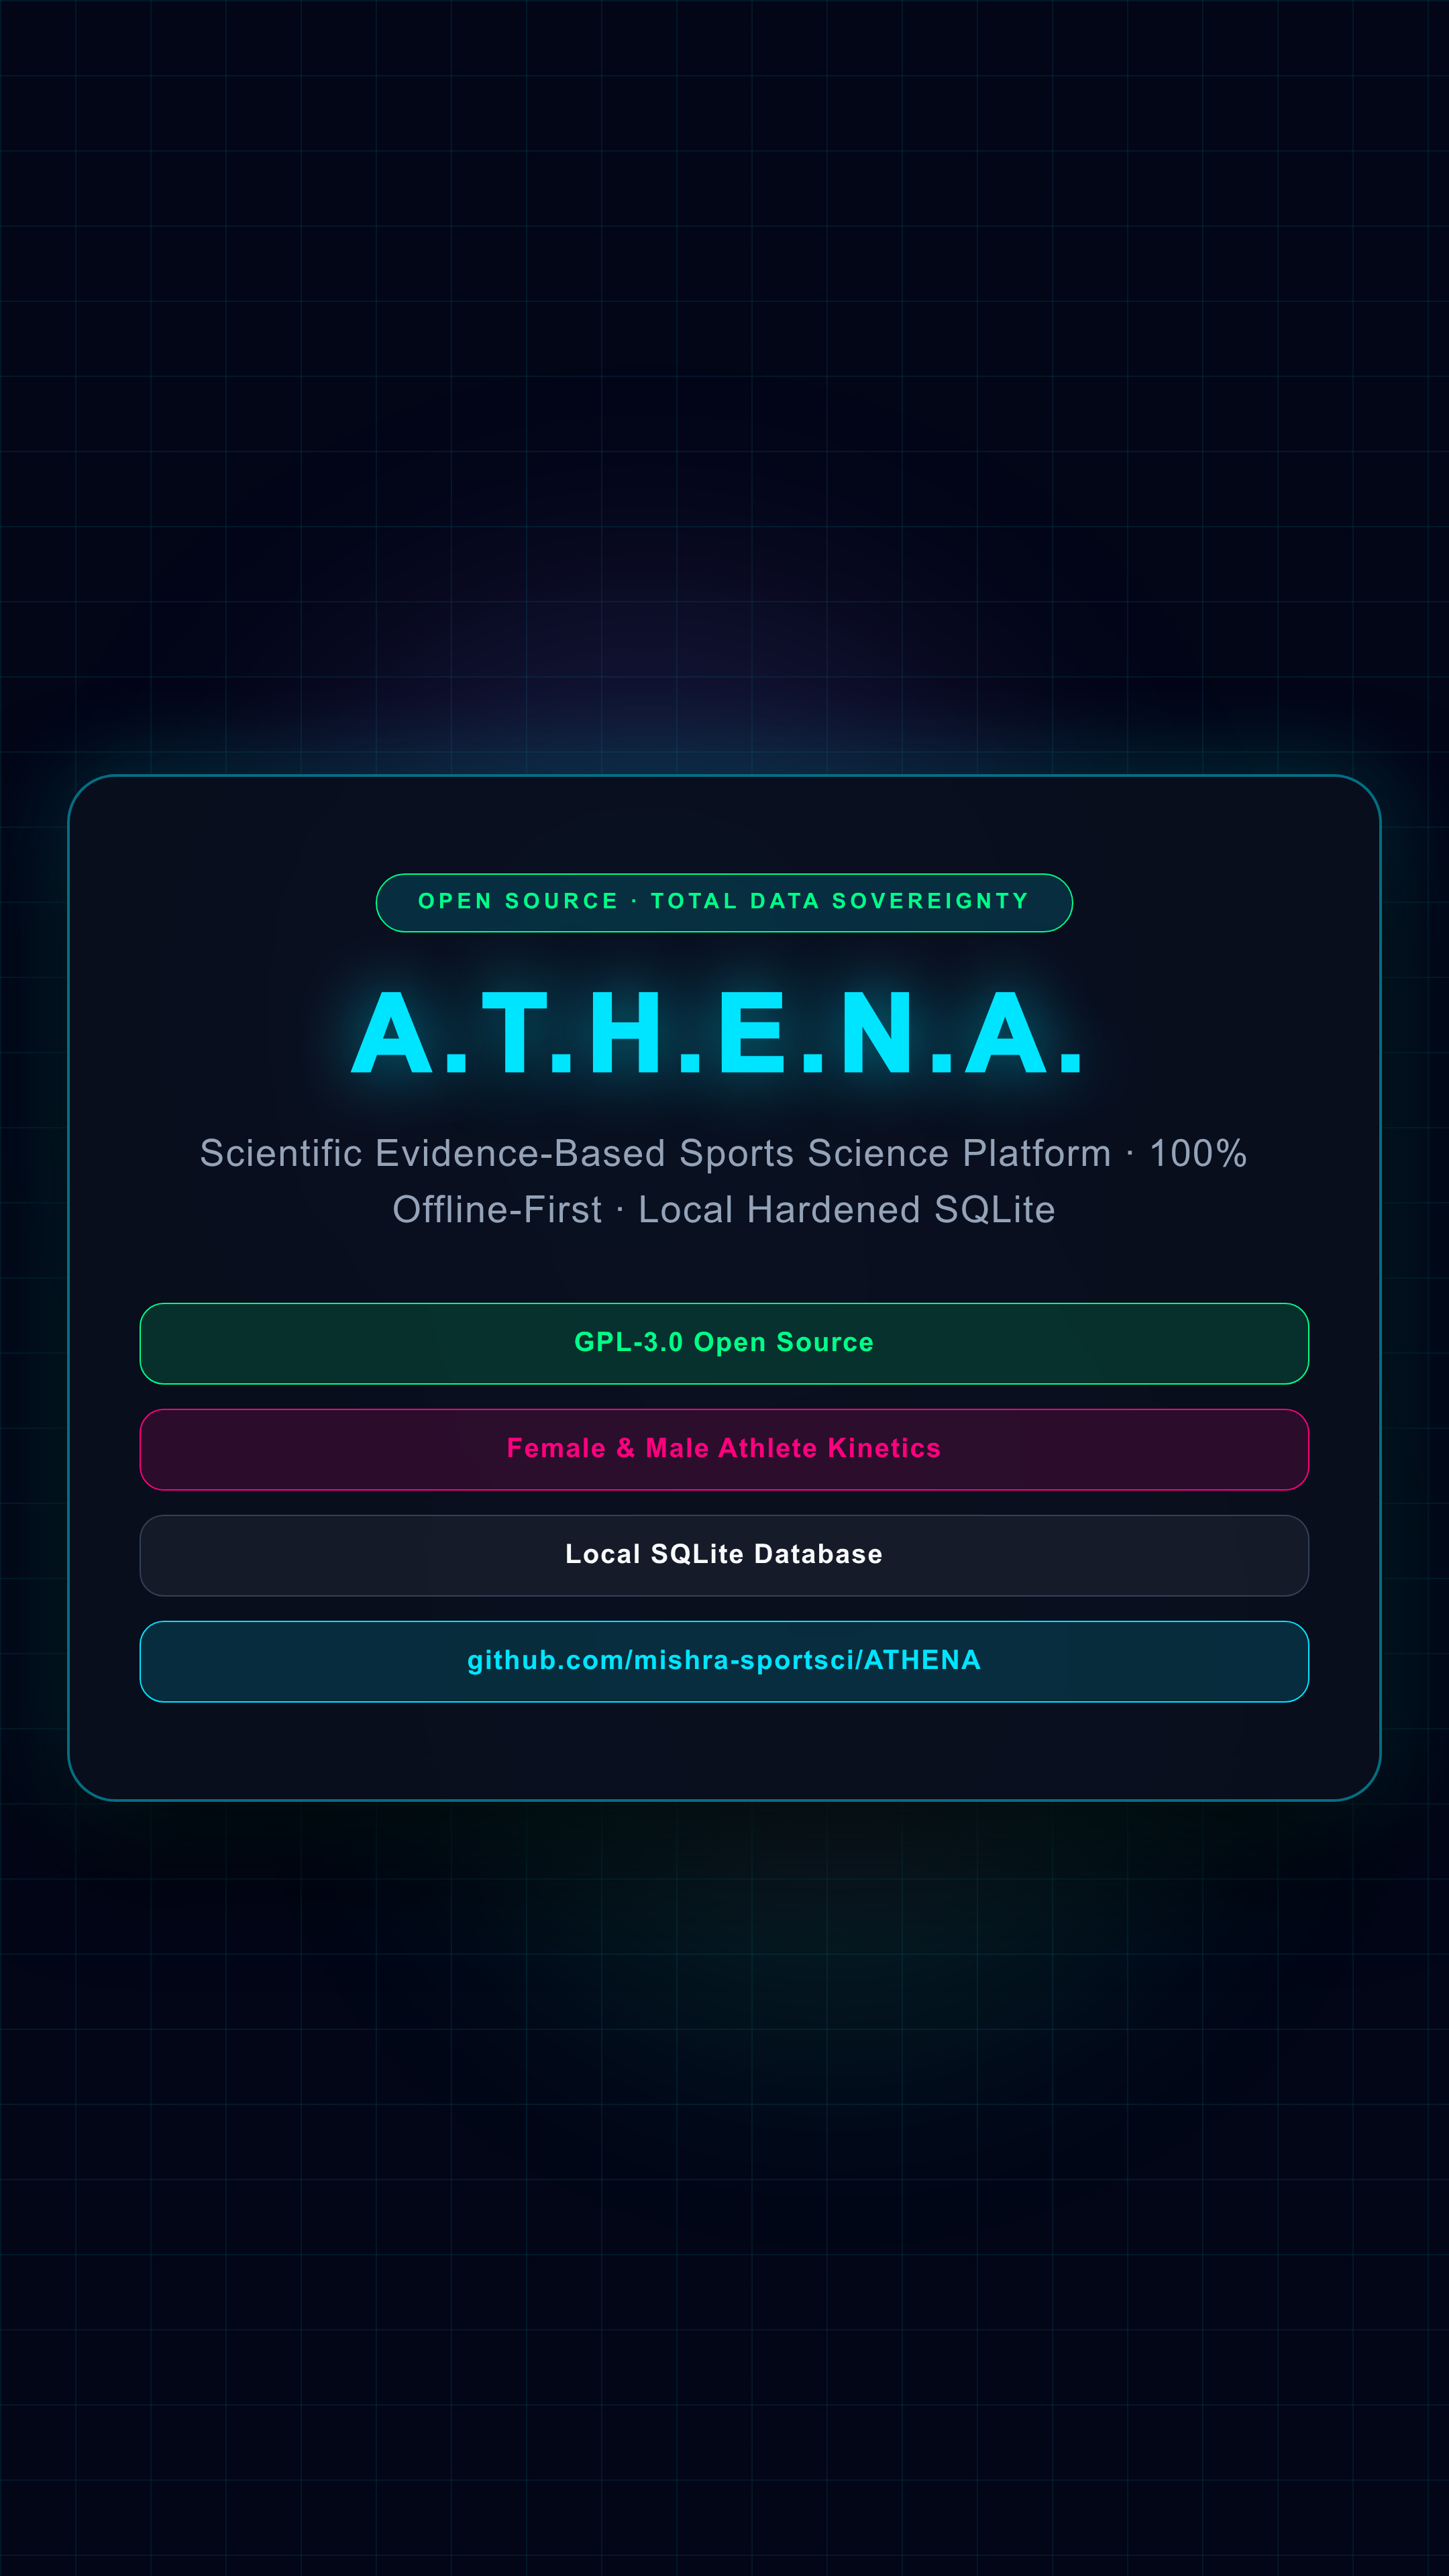 OPEN SOURCE · TOTAL DATA SOVEREIGNTY
A.T.H.E.N.A.
Scientific Evidence-Based Sports Science Platform · 100%
Offline-First · Local Hardened SQLite
GPL-3.0 Open Source
Female & Male Athlete Kinetics
Local SQLite Database
github.com/mishra-sportsci/ATHENA